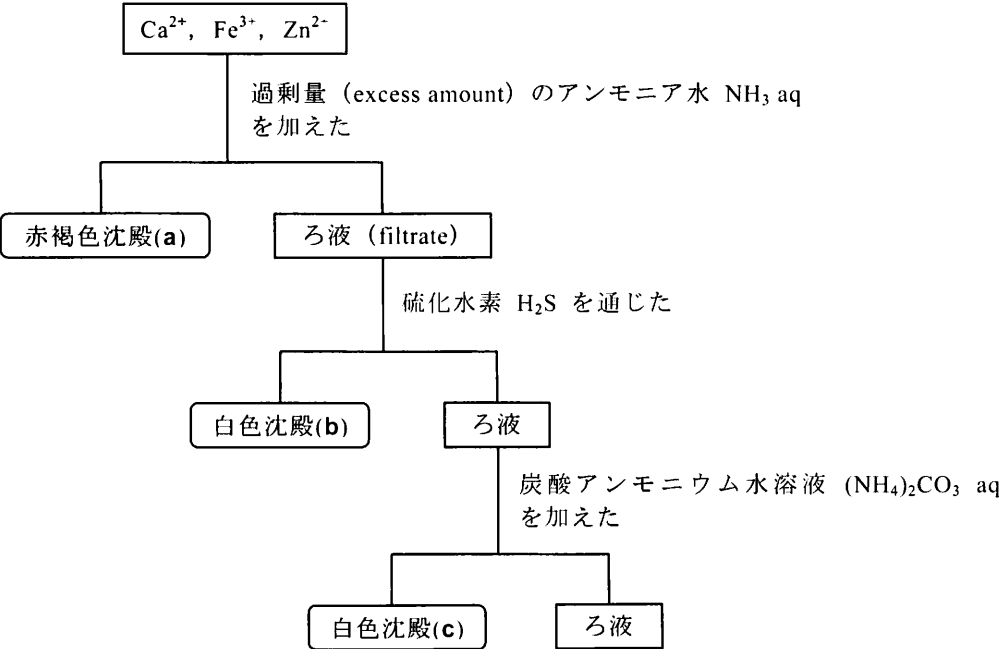 Ca²⁺, Fe³⁺, Zn²⁺
過剰量（excess amount）のアンモニア水 NH₃ aq
を加えた
赤褐色沈殿(a)
ろ液（filtrate）
硫化水素 H₂S を通じた
白色沈殿(b)
ろ液
炭酸アンモニウム水溶液 (NH₄)₂CO₃ aq
を加えた
白色沈殿(c)
ろ液